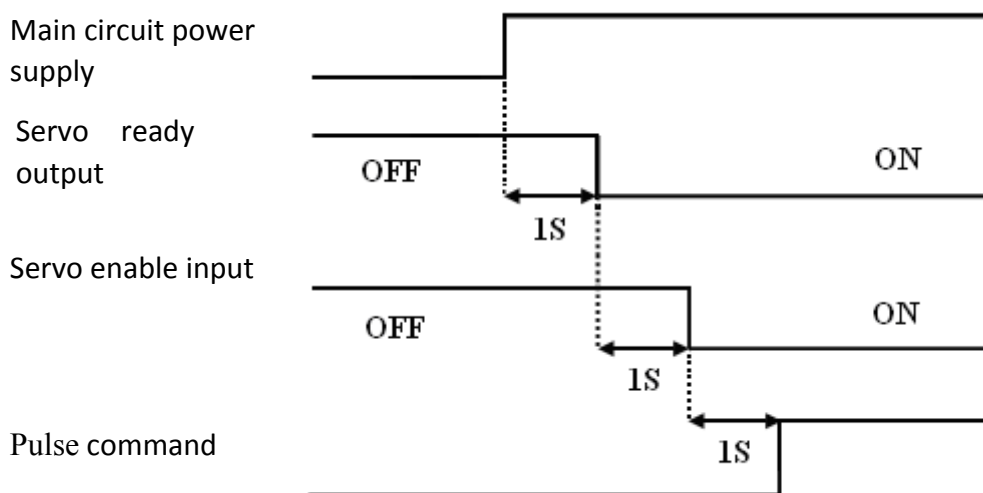 Main circuit power
supply
Servo ready
output
OFF
ON
1S
Servo enable input
OFF
ON
1S
Pulse command
1S